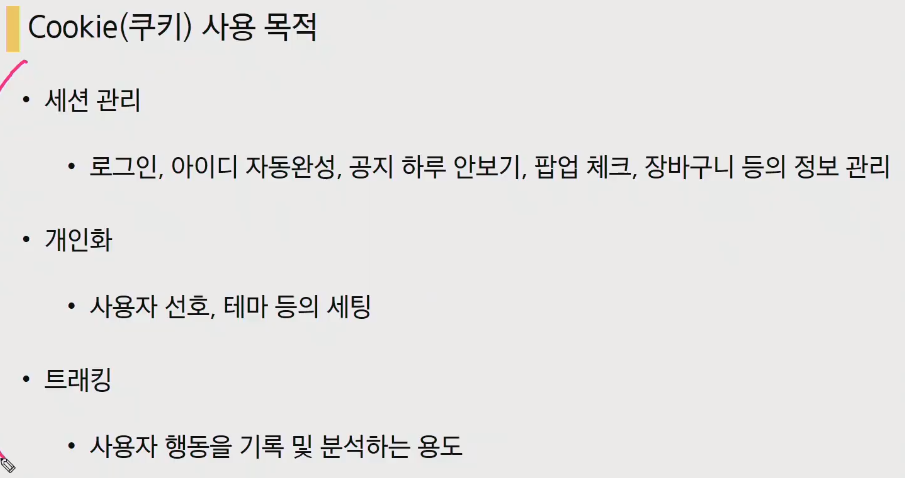 Cookie(쿠키) 사용 목적
• 세션 관리
• 로그인, 아이디 자동완성, 공지 하루 안보기, 팝업 체크, 장바구니 등의 정보 관리
• 개인화
• 사용자 선호, 테마 등의 세팅
• 트래킹
• 사용자 행동을 기록 및 분석하는 용도